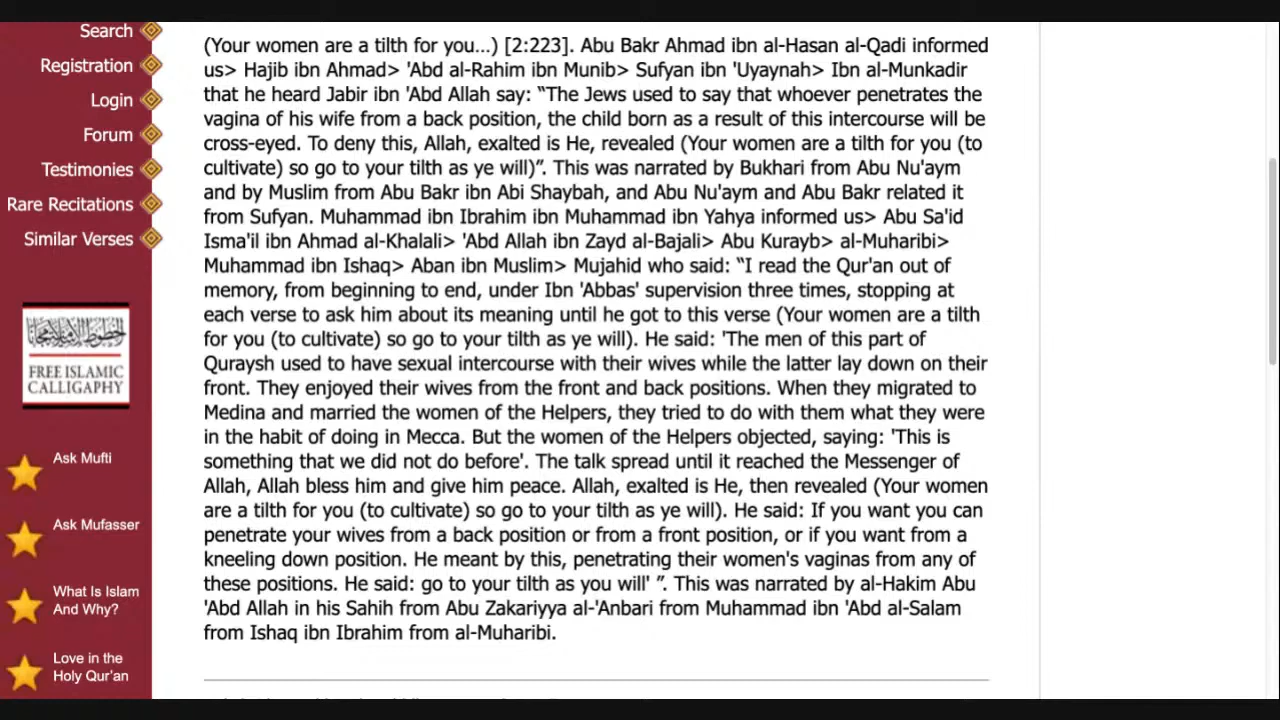 Search
Registration
Login
Forum
Testimonies
Rare Recitations
Similar Verses
FREE ISLAMIC
CALLIGAPHY
Ask Mufti
Ask Mufasser
What Is Islam
And Why?
Love in the
Holy Qur'an
(Your women are a tilth for you...) [2:223]. Abu Bakr Ahmad ibn al-Hasan al-Qadi informed
us> Hajib ibn Ahmad> 'Abd al-Rahim ibn Munib> Sufyan ibn 'Uyaynah> Ibn al-Munkadir
that he heard Jabir ibn 'Abd Allah say: “The Jews used to say that whoever penetrates the
vagina of his wife from a back position, the child born as a result of this intercourse will be
cross-eyed. To deny this, Allah, exalted is He, revealed (Your women are a tilth for you (to
cultivate) so go to your tilth as ye will)”. This was narrated by Bukhari from Abu Nu'aym
and by Muslim from Abu Bakr ibn Abi Shaybah, and Abu Nu'aym and Abu Bakr related it
from Sufyan. Muhammad ibn Ibrahim ibn Muhammad ibn Yahya informed us> Abu Sa'id
Isma'il ibn Ahmad al-Khalali> 'Abd Allah ibn Zayd al-Bajali> Abu Kurayb> al-Muharibi>
Muhammad ibn Ishaq> Aban ibn Muslim> Mujahid who said: “I read the Qur'an out of
memory, from beginning to end, under Ibn 'Abbas' supervision three times, stopping at
each verse to ask him about its meaning until he got to this verse (Your women are a tilth
for you (to cultivate) so go to your tilth as ye will). He said: 'The men of this part of
Quraysh used to have sexual intercourse with their wives while the latter lay down on their
front. They enjoyed their wives from the front and back positions. When they migrated to
Medina and married the women of the Helpers, they tried to do with them what they were
in the habit of doing in Mecca. But the women of the Helpers objected, saying: 'This is
something that we did not do before'. The talk spread until it reached the Messenger of
Allah, Allah bless him and give him peace. Allah, exalted is He, then revealed (Your women
are a tilth for you (to cultivate) so go to your tilth as ye will). He said: If you want you can
penetrate your wives from a back position or from a front position, or if you want from a
kneeling down position. He meant by this, penetrating their women's vaginas from any of
these positions. He said: go to your tilth as you will' ”. This was narrated by al-Hakim Abu
'Abd Allah in his Sahih from Abu Zakariyya al-'Anbari from Muhammad ibn 'Abd al-Salam
from Ishaq ibn Ibrahim from al-Muharibi.